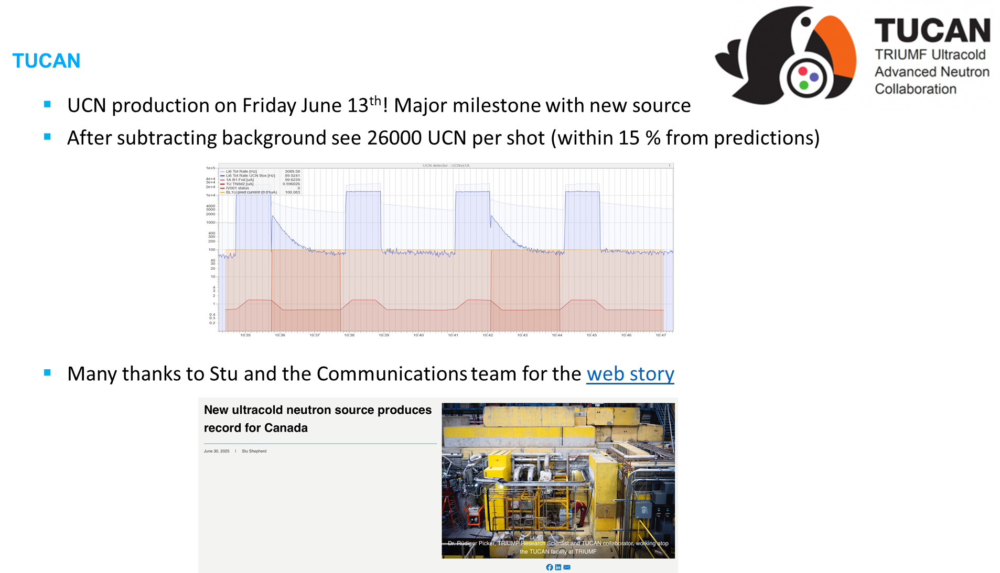 TUCAN
TRIUMF Ultracold
Advanced Neutron
Collaboration
TUCAN
UCN production on Friday June 13th! Major milestone with new source
After subtracting background see 26000 UCN per shot (within 15 % from predictions)
UCN detector - UCNvs1A 1
Li6 Tot Rate [Hz] 3089.58
Li6 Tot Rate UCN Box [Hz] 89.5241
1A B1 Foil [uA] 99.6239
1U TNIM2 [uA] 0.596026
IV001 status 0
BL1U pred current (0.01uA) 100.083
1e+5
4e+4
3e+4
2e+4
1e+4
4000
3000
2000
1000
400
300
200
100
40
30
20
10
4
3
2
1
0.4
0.3
0.2
10:35 10:36 10:37 10:38 10:39 10:40 10:41 10:42 10:43 10:44 10:45 10:46 10:47
Many thanks to Stu and the Communications team for the web story
New ultracold neutron source produces
record for Canada
June 30, 2025 | Stu Shepherd
Dr. Rüdiger Picker, TRIUMF Research Scientist and TUCAN collaborator, working atop
the TUCAN facility at TRIUMF